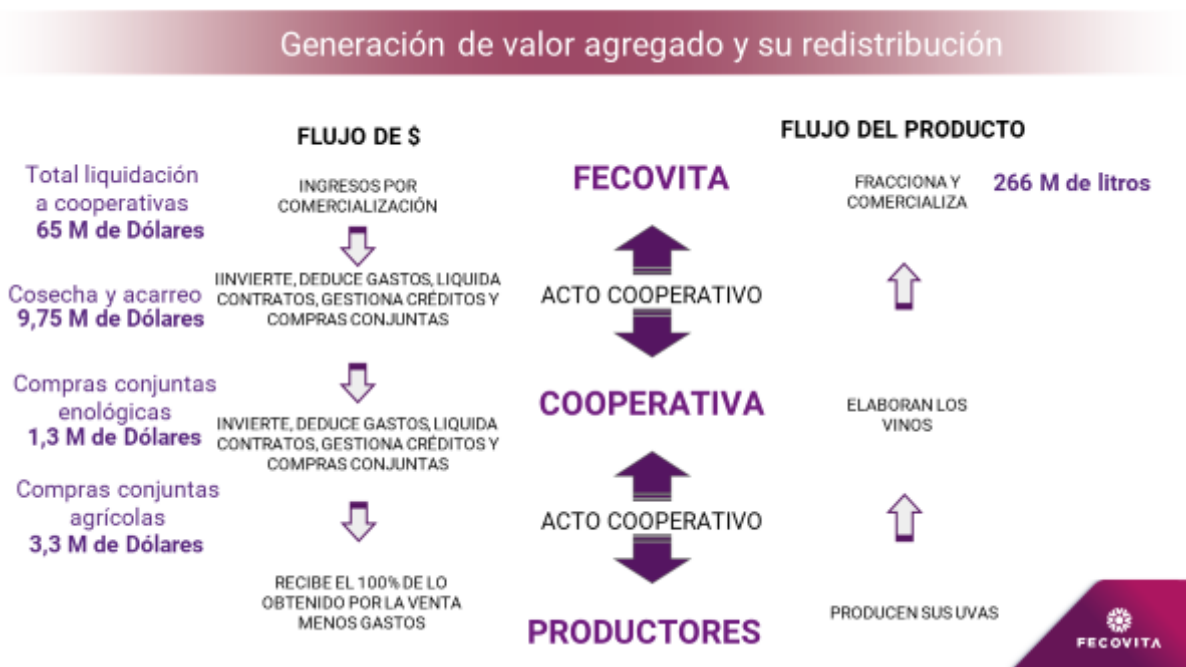 Generación de valor agregado y su redistribución
FLUJO DE $
FLUJO DEL PRODUCTO
Total liquidación
a cooperativas
65 M de Dólares
INGRESOS POR
COMERCIALIZACIÓN
FECOVITA
FRACCIONA Y
COMERCIALIZA
266 M de litros
Cosecha y acarreo
9,75 M de Dólares
IINVIERTE, DEDUCE GASTOS, LIQUIDA
CONTRATOS, GESTIONA CRÉDITOS Y
COMPRAS CONJUNTAS
ACTO COOPERATIVO
Compras conjuntas
enológicas
1,3 M de Dólares
INVIERTE, DEDUCE GASTOS, LIQUIDA
CONTRATOS, GESTIONA CRÉDITOS Y
COMPRAS CONJUNTAS
COOPERATIVA
ELABORAN LOS
VINOS
Compras conjuntas
agrícolas
3,3 M de Dólares
ACTO COOPERATIVO
RECIBE EL 100% DE LO
OBTENIDO POR LA VENTA
MENOS GASTOS
PRODUCTORES
PRODUCEN SUS UVAS
FECOVITA